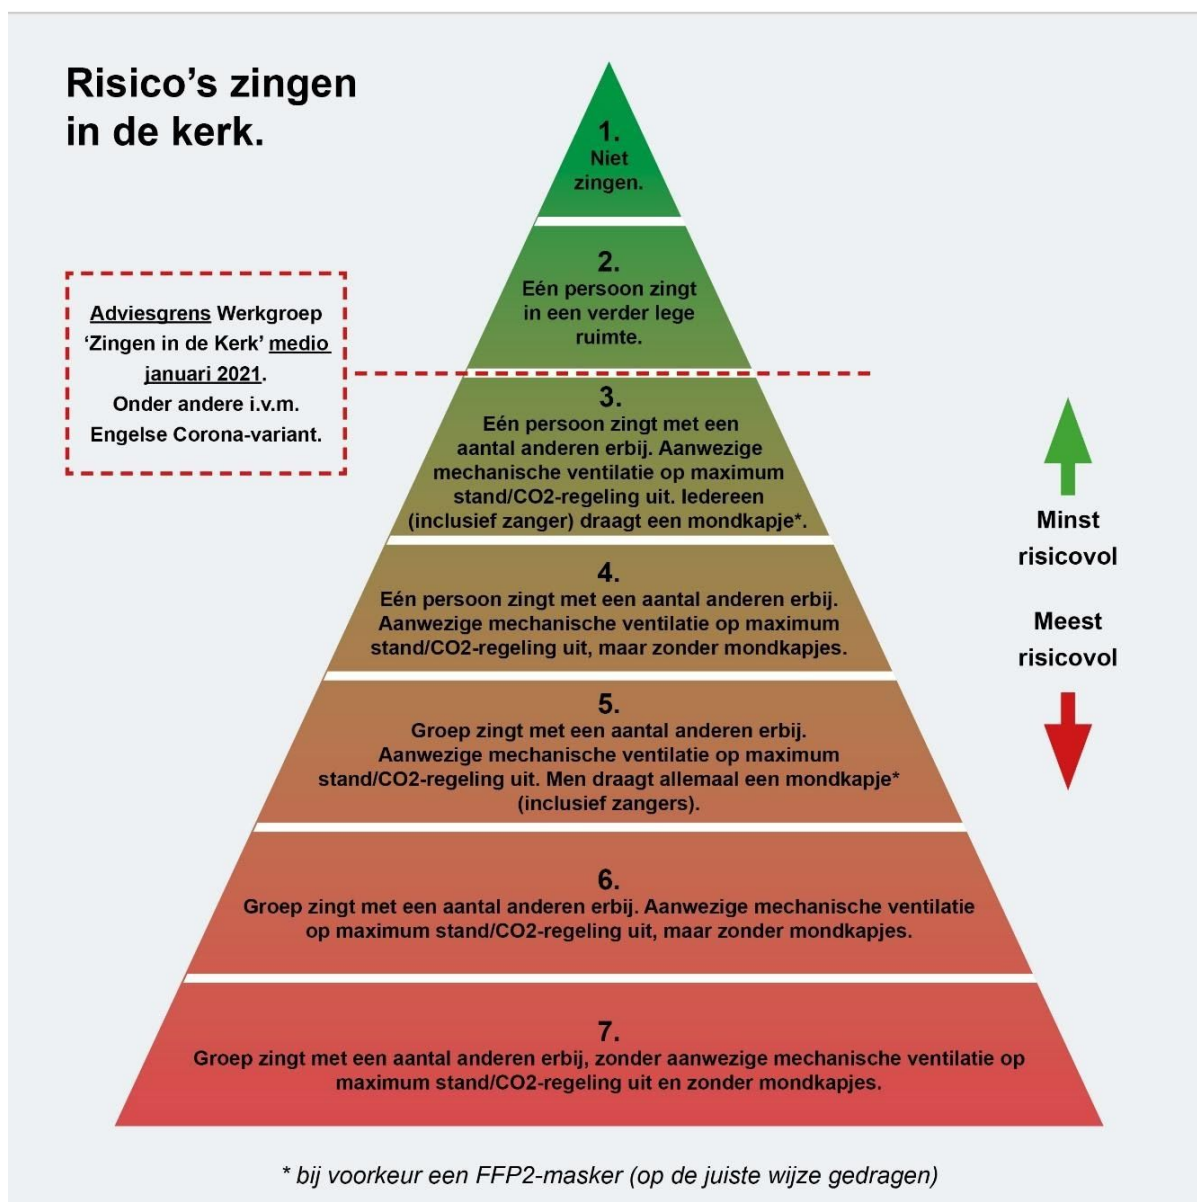 Risico's zingen
in de kerk.
1.
Niet
zingen.
2.
Eén persoon zingt
in een verder lege
ruimte.
Adviesgrens Werkgroep
‘Zingen in de Kerk’ medio
januari 2021.
Onder andere i.v.m.
Engelse Corona-variant.
3.
Eén persoon zingt met een
aantal anderen erbij. Aanwezige
mechanische ventilatie op maximum
stand/CO2-regeling uit. Iedereen
(inclusief zanger) draagt een mondkapje*.
4.
Eén persoon zingt met een aantal anderen erbij.
Aanwezige mechanische ventilatie op maximum
stand/CO2-regeling uit, maar zonder mondkapjes.
Minst
risicovol
Meest
risicovol
5.
Groep zingt met een aantal anderen erbij.
Aanwezige mechanische ventilatie op maximum
stand/CO2-regeling uit. Men draagt allemaal een mondkapje*
(inclusief zangers).
6.
Groep zingt met een aantal anderen erbij. Aanwezige mechanische ventilatie
op maximum stand/CO2-regeling uit, maar zonder mondkapjes.
7.
Groep zingt met een aantal anderen erbij, zonder aanwezige mechanische ventilatie op
maximum stand/CO2-regeling uit en zonder mondkapjes.
* bij voorkeur een FFP2-masker (op de juiste wijze gedragen)